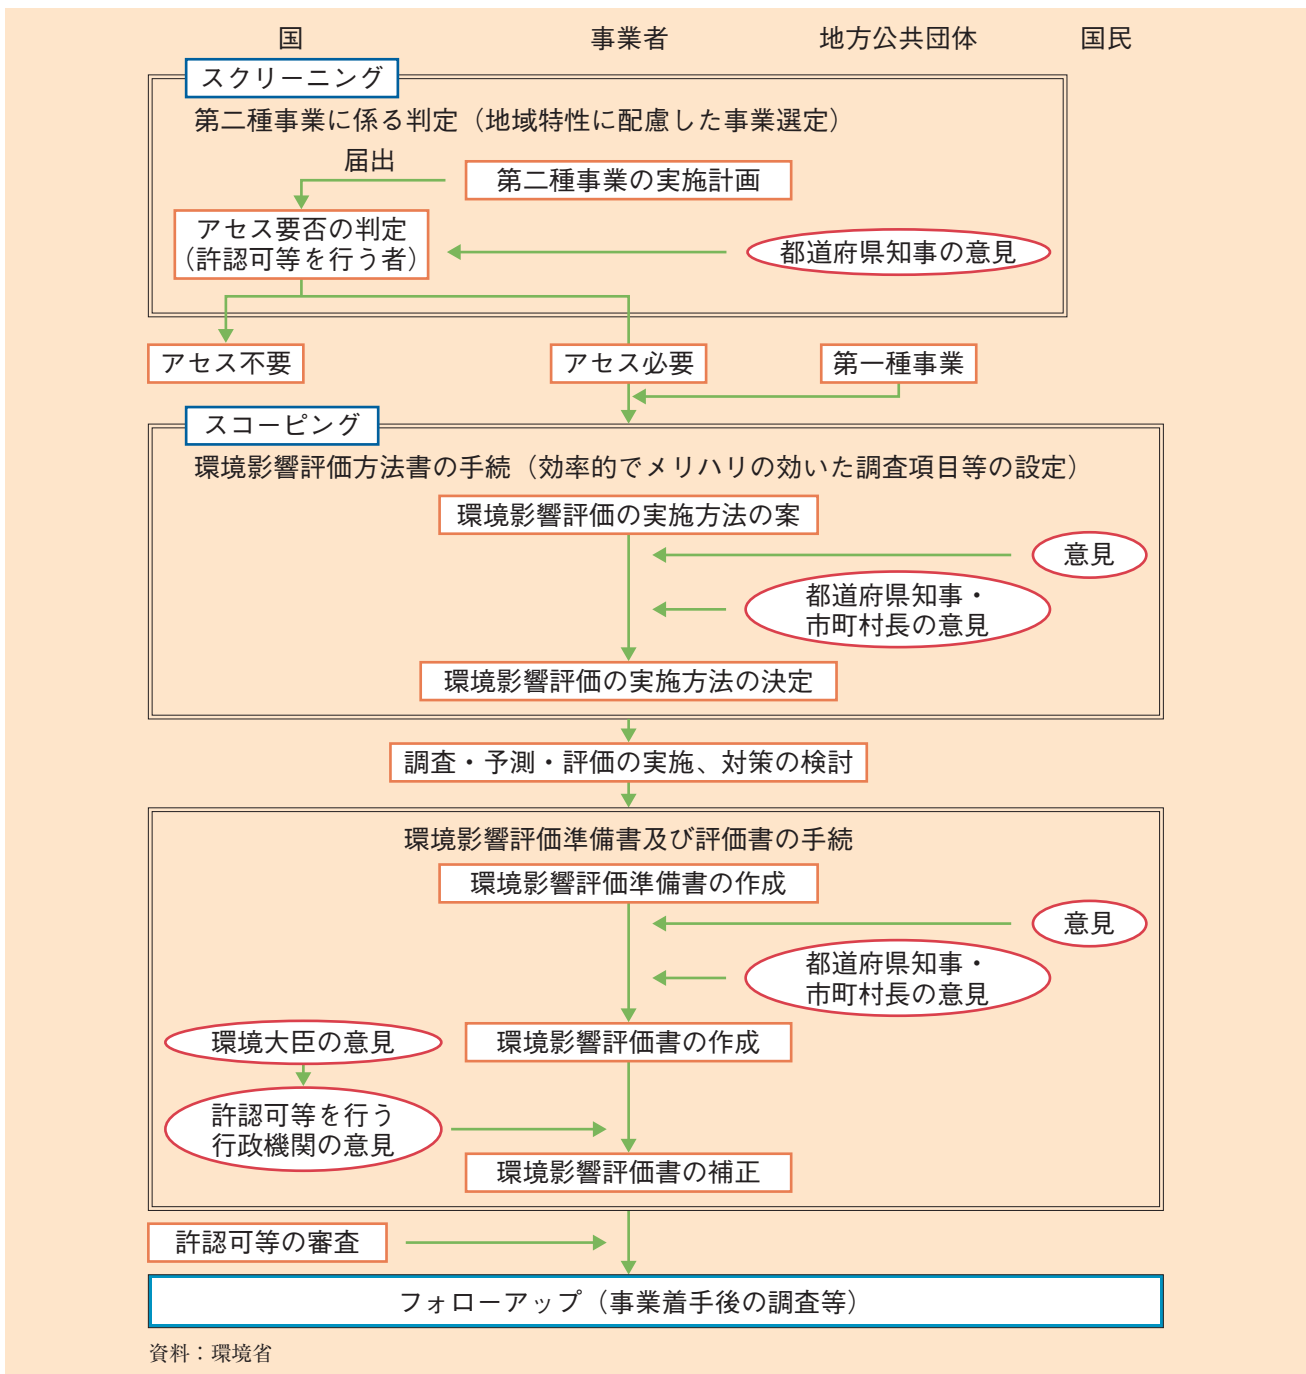 国
事業者
地方公共団体
国民
スクリーニング
第二種事業に係る判定（地域特性に配慮した事業選定）
届出
第二種事業の実施計画
アセス要否の判定
（許認可等を行う者）
都道府県知事の意見
アセス不要
アセス必要
第一種事業
スコーピング
環境影響評価方法書の手続（効率的でメリハリの効いた調査項目等の設定）
環境影響評価の実施方法の案
意見
都道府県知事・
市町村長の意見
環境影響評価の実施方法の決定
調査・予測・評価の実施、対策の検討
環境影響評価準備書及び評価書の手続
環境影響評価準備書の作成
意見
都道府県知事・
市町村長の意見
環境大臣の意見
環境影響評価書の作成
許認可等を行う
行政機関の意見
環境影響評価書の補正
許認可等の審査
フォローアップ（事業着手後の調査等）
資料：環境省